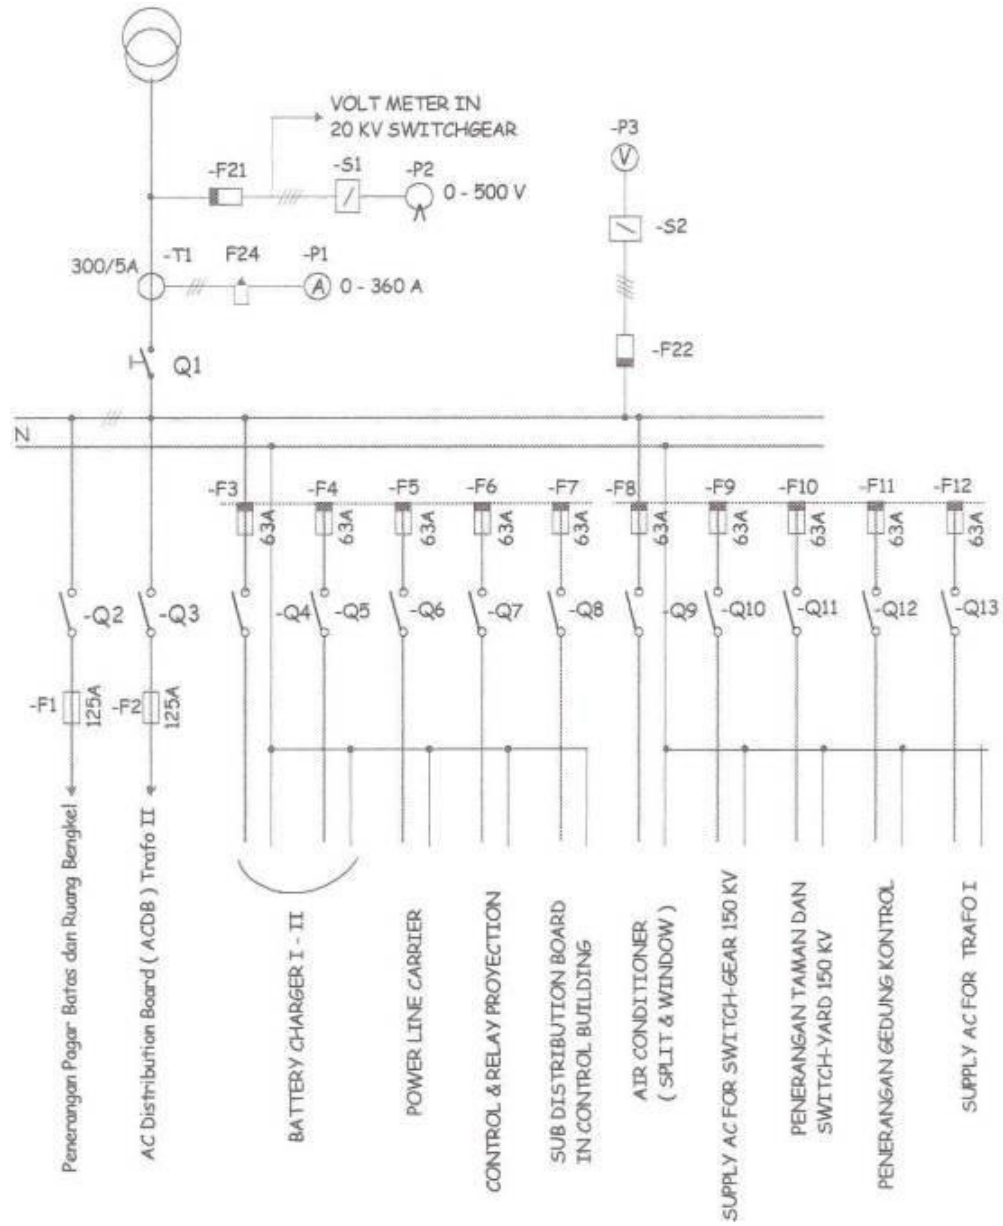 VOLT METER IN
20 KV SWITCHGEAR
-P3
V
-F21
-S1
-P2
0 - 500 V
-S2
300/5A
-T1
F24
-P1
A
0 - 360 A
-F22
Q1
N
-F3
63A
-F4
63A
-F5
63A
-F6
63A
-F7
63A
-F8
63A
-F9
63A
-F10
63A
-F11
63A
-F12
63A
-Q2
-Q3
-Q4
-Q5
-Q6
-Q7
-Q8
-Q9
-Q10
-Q11
-Q12
-Q13
-F1
125A
-F2
125A
Penerangan Pagar Batas dan Ruang Bengkel
AC Distribution Board ( ACDB ) Trafo II
BATTERY CHARGER I - II
POWER LINE CARRIER
CONTROL & RELAY PROYECTION
SUB DISTRIBUTION BOARD
IN CONTROL BUILDING
AIR CONDITIONER
( SPLIT & WINDOW )
SUPPLY AC FOR SWITCH-GEAR 150 KV
PENERANGAN TAMAN DAN
SWITCH-YARD 150 KV
PENERANGAN GEDUNG KONTROL
SUPPLY AC FOR TRAFO I